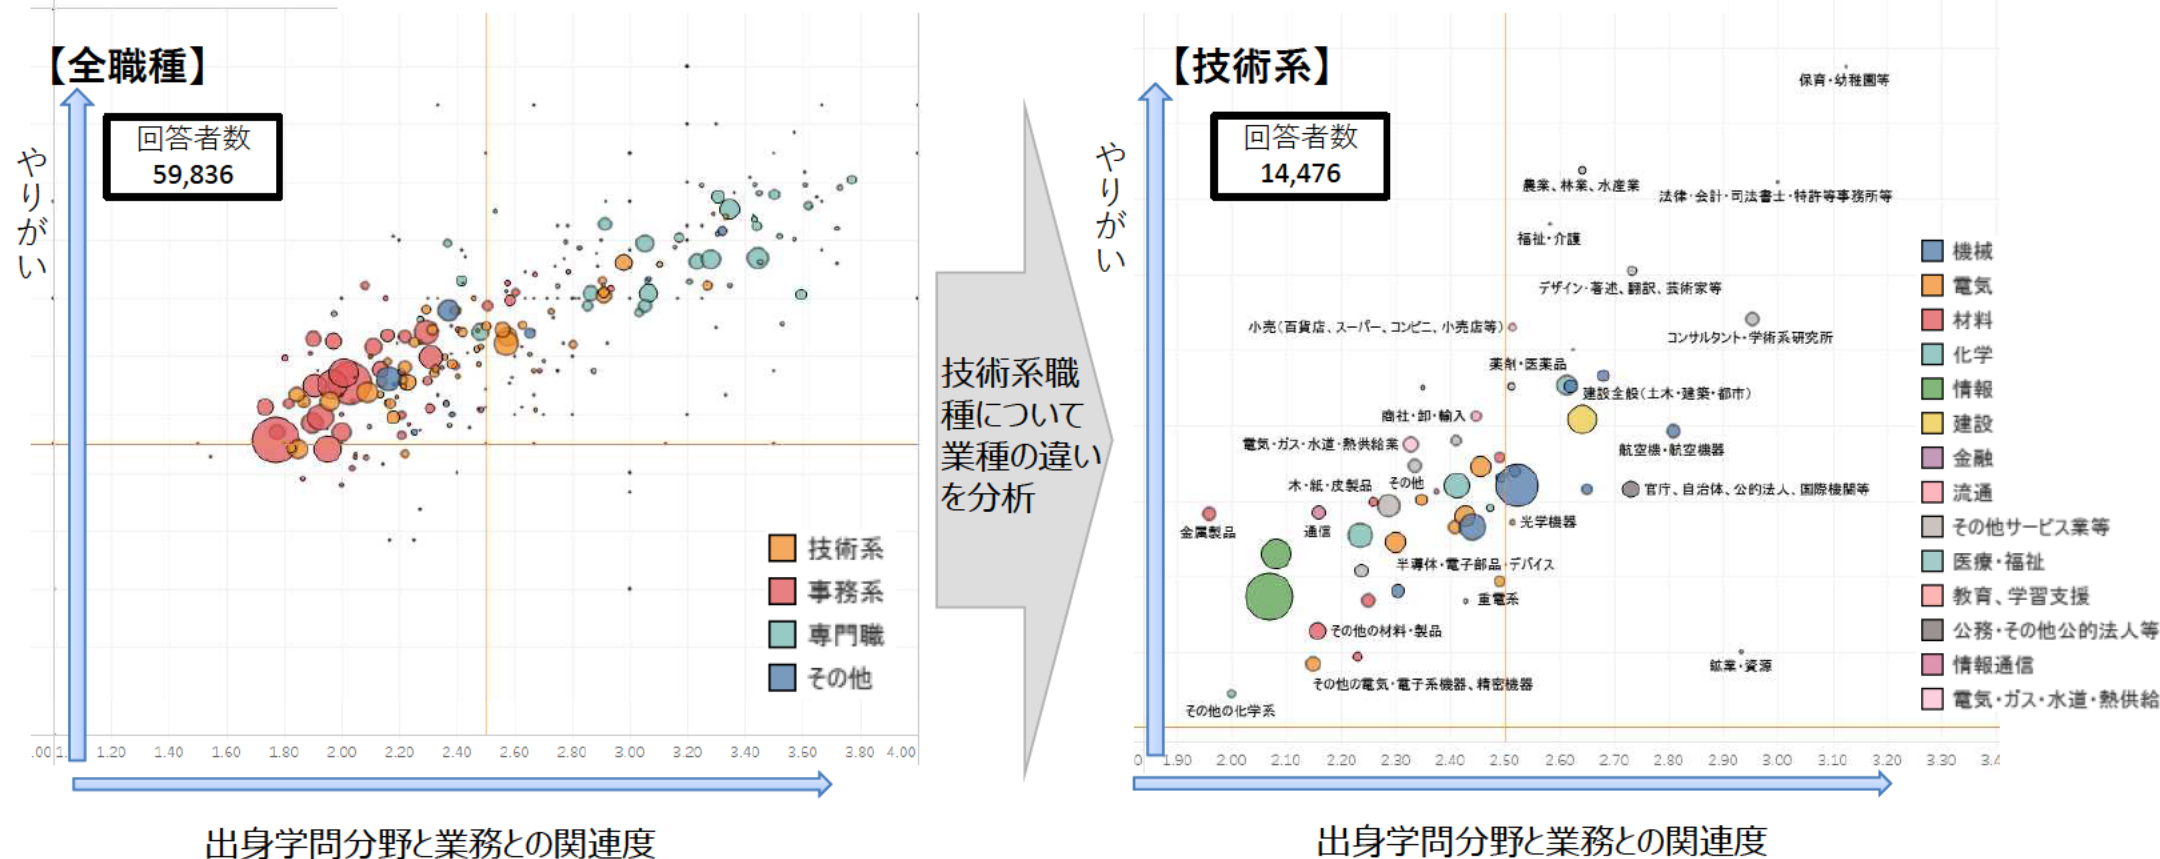 【全職種】
回答者数
59,836
やりがい
技術系
事務系
専門職
その他
.00 1. 1.20 1.40 1.60 1.80 2.00 2.20 2.40 2.60 2.80 3.00 3.20 3.40 3.60 3.80 4.00
出身学問分野と業務との関連度
技術系職
種について
業種の違い
を分析
【技術系】
回答者数
14,476
やりがい
保育・幼稚園等
農業、林業、水産業
法律・会計・司法書士・特許等事務所等
福祉・介護
デザイン・著述、翻訳、芸術家等
小売(百貨店、スーパー、コンビニ、小売店等)
コンサルタント・学術系研究所
薬剤・医薬品
建設全般(土木・建築・都市)
商社・卸・輸入
電気・ガス・水道・熱供給業
航空機・航空機器
木・紙・皮製品
その他
官庁、自治体、公的法人、国際機関等
金属製品
通信
光学機器
半導体・電子部品・デバイス
重電系
その他の材料・製品
鉱業・資源
その他の電気・電子系機器、精密機器
その他の化学系
機械
電気
材料
化学
情報
建設
金融
流通
その他サービス業等
医療・福祉
教育、学習支援
公務・その他公的法人等
情報通信
電気・ガス・水道・熱供給
0 1.90 2.00 2.10 2.20 2.30 2.40 2.50 2.60 2.70 2.80 2.90 3.00 3.10 3.20 3.30 3.4
出身学問分野と業務との関連度